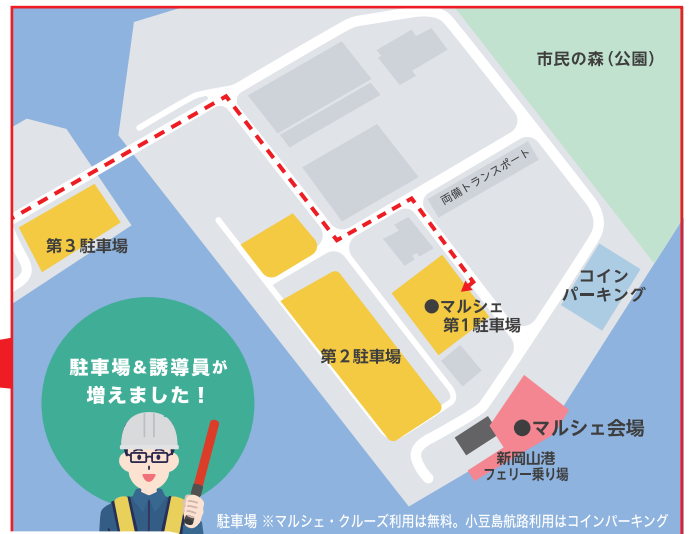 市民の森（公園）
両備トランスポート
第３駐車場
コイン
パーキング
●マルシェ
第１駐車場
第２駐車場
駐車場＆誘導員が
増えました！
●マルシェ会場
新岡山港
フェリー乗り場
駐車場 ※マルシェ・クルーズ利用は無料。小豆島航路利用はコインパーキング